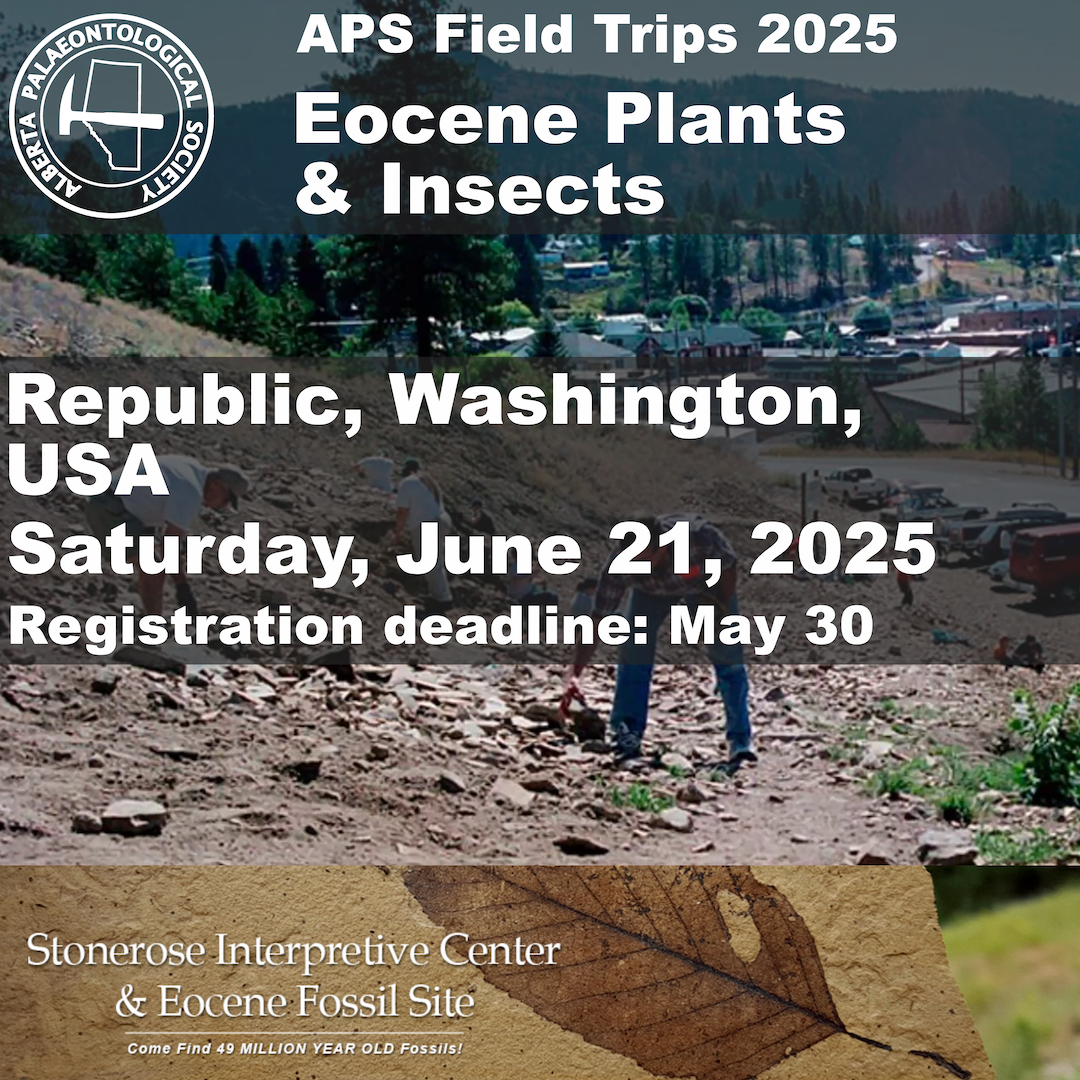 ALBERTA PALAEONTOLOGICAL SOCIETY
APS Field Trips 2025
Eocene Plants
& Insects
Republic, Washington,
USA
Saturday, June 21, 2025
Registration deadline: May 30
Stonerose Interpretive Center
& Eocene Fossil Site
Come Find 49 MILLION YEAR OLD Fossils!